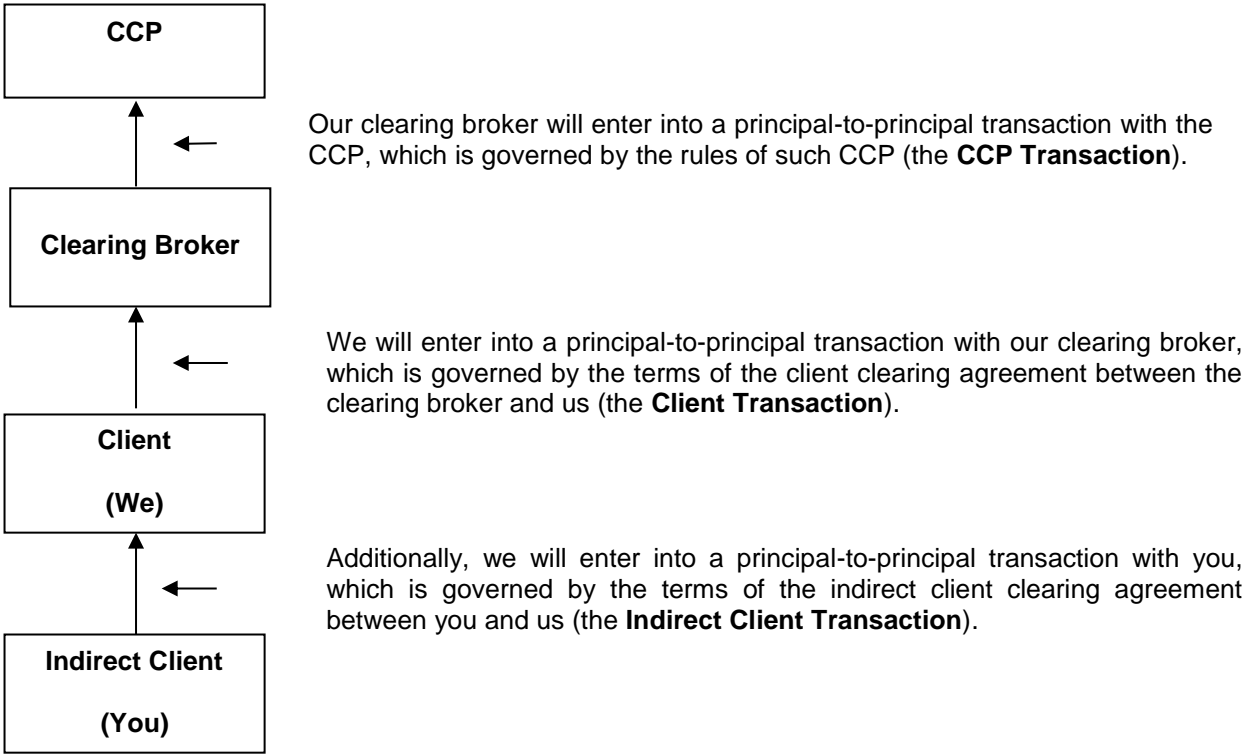 CCP
Our clearing broker will enter into a principal-to-principal transaction with the
CCP, which is governed by the rules of such CCP (the CCP Transaction).
Clearing Broker
We will enter into a principal-to-principal transaction with our clearing broker,
which is governed by the terms of the client clearing agreement between the
clearing broker and us (the Client Transaction).
Client
(We)
Additionally, we will enter into a principal-to-principal transaction with you,
which is governed by the terms of the indirect client clearing agreement
between you and us (the Indirect Client Transaction).
Indirect Client
(You)